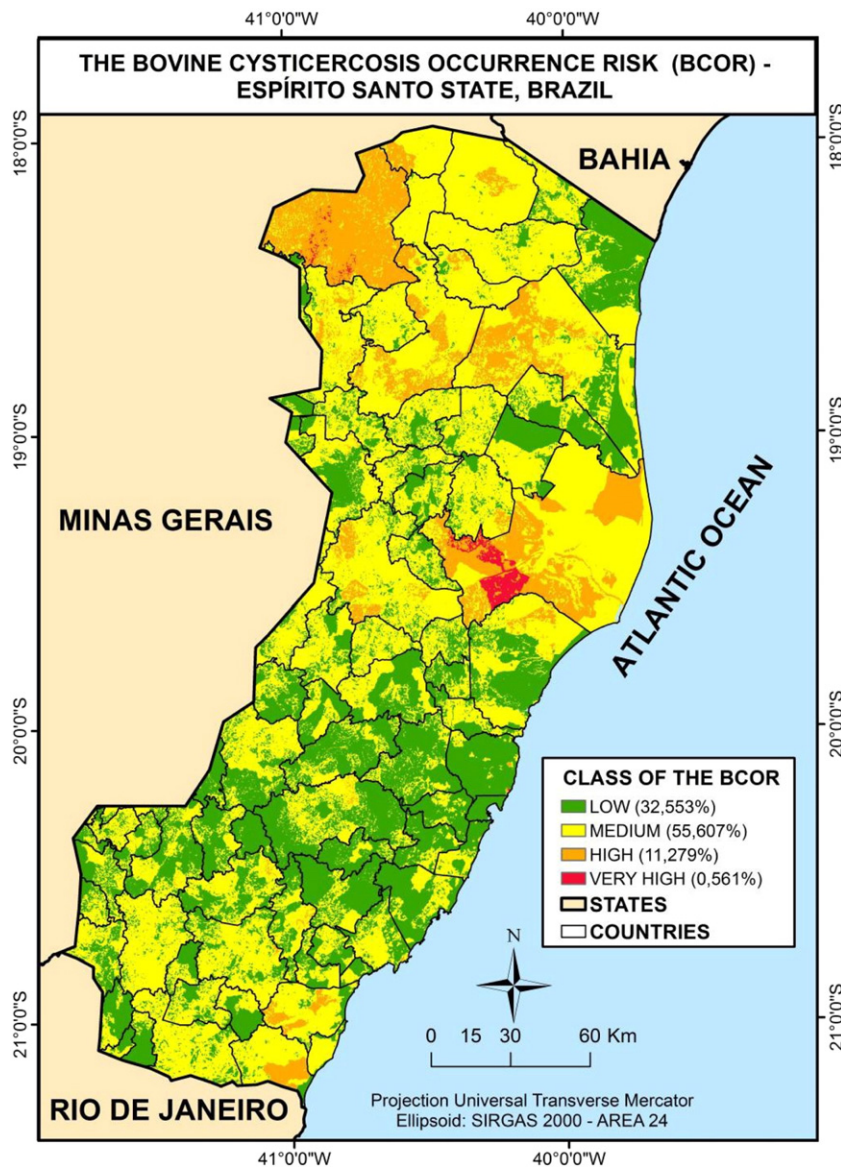 41°0'0"W
40°0'0"W
THE BOVINE CYSTICERCOSIS OCCURRENCE RISK (BCOR) -
ESPÍRITO SANTO STATE, BRAZIL
18°0'0"S
18°0'0"S
BAHIA
19°0'0"S
19°0'0"S
MINAS GERAIS
ATLANTIC OCEAN
20°0'0"S
20°0'0"S
CLASS OF THE BCOR
LOW (32,553%)
MEDIUM (55,607%)
HIGH (11,279%)
VERY HIGH (0,561%)
STATES
COUNTRIES
N
21°0'0"S
21°0'0"S
0 15 30 60 Km
RIO DE JANEIRO
Projection Universal Transverse Mercator
Ellipsoid: SIRGAS 2000 - AREA 24
41°0'0"W
40°0'0"W